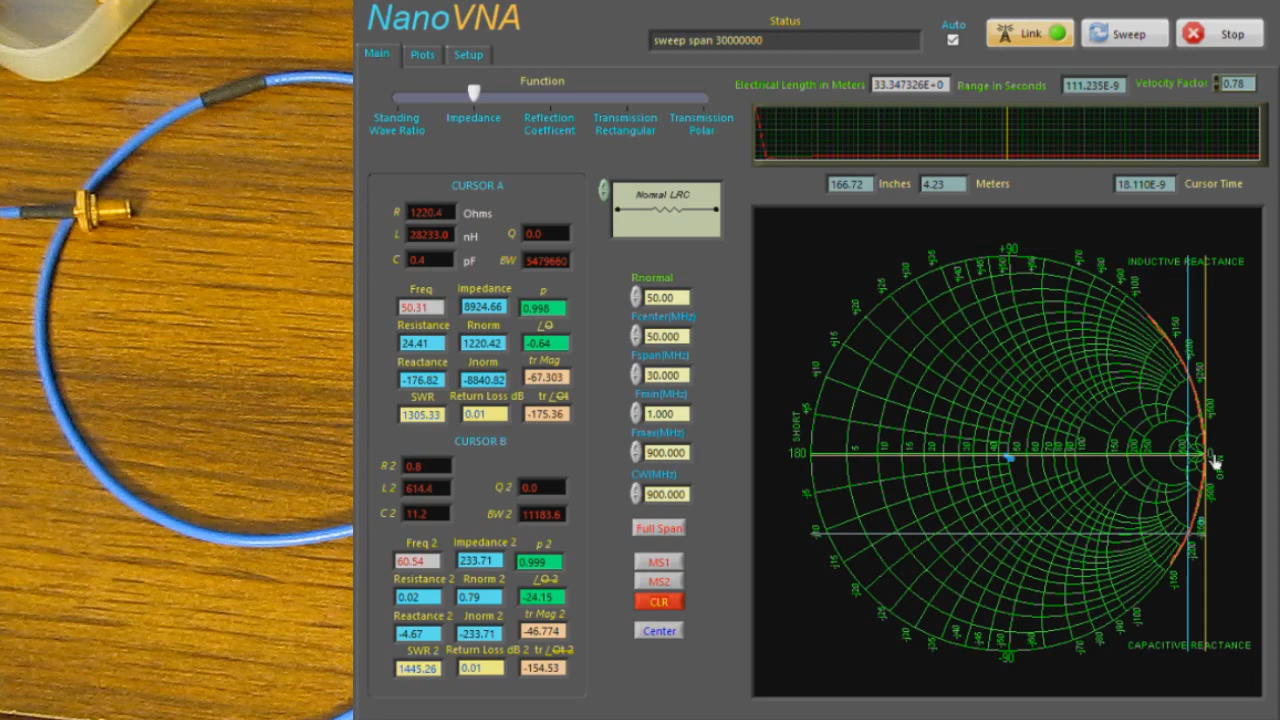 NanoVNA
Status
sweep span 30000000
Auto
Link
Sweep
Stop
Main
Plots
Setup
Function
Standing Wave Ratio
Impedance
Reflection Coefficent
Transmission Rectangular
Transmission Polar
Electrical Length in Meters 33.347326E+0 Range in Seconds 111.235E-9 Velocity Factor 0.78
166.72 Inches 4.23 Meters 18.110E-9 Cursor Time
CURSOR A
R 1220.4 Ohms
L 28233.0 nH Q 0.0
C 0.4 pF BW 5479660
Freq Impedance p
50.31 8924.66 0.998
Resistance Rnorm /O
24.41 1220.42 -0.64
Reactance Jnorm tr Mag
-176.82 -8840.82 -67.303
SWR Return Loss dB tr /Ot
1305.33 0.01 -175.36
CURSOR B
R 2 0.8
L 2 614.4 Q 2 0.0
C 2 11.2 BW 2 11183.6
Freq 2 Impedance 2 p 2
60.54 233.71 0.999
Resistance 2 Rnorm 2 /O 2
0.02 0.79 -24.15
Reactance 2 Jnorm 2 tr Mag 2
-4.67 -233.71 -46.774
SWR 2 Return Loss dB 2 tr /Ot 2
1445.26 0.01 -154.53
Normal LRC
Rnormal
50.00
Fcenter(MHz)
50.000
Fspan(MHz)
30.000
Fmin(MHz)
1.000
Fmax(MHz)
900.000
CW(MHz)
900.000
Full Span
MS1
MS2
CLR
Center
+90
INDUCTIVE REACTANCE
SHORT
180
-90
CAPACITIVE REACTANCE